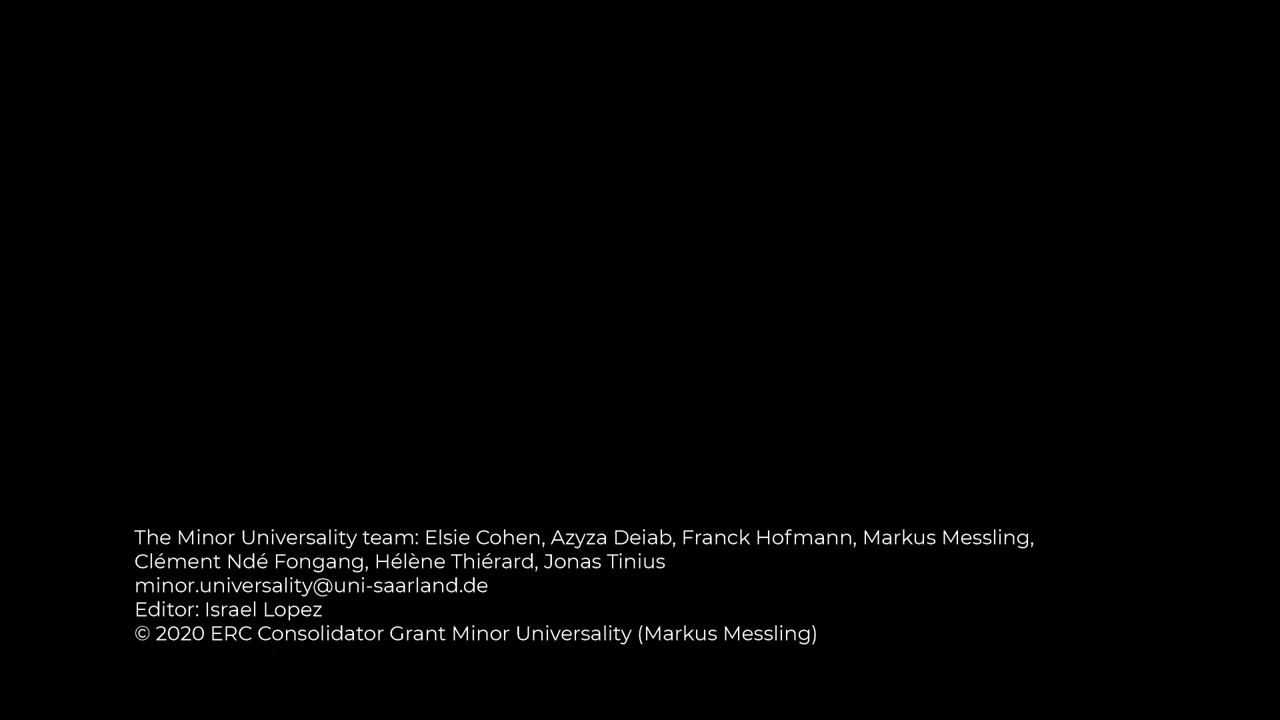 The Minor Universality team: Elsie Cohen, Azyza Deiab, Franck Hofmann, Markus Messling,
Clément Ndé Fongang, Hélène Thiérard, Jonas Tinius
minor.universality@uni-saarland.de
Editor: Israel Lopez
© 2020 ERC Consolidator Grant Minor Universality (Markus Messling)